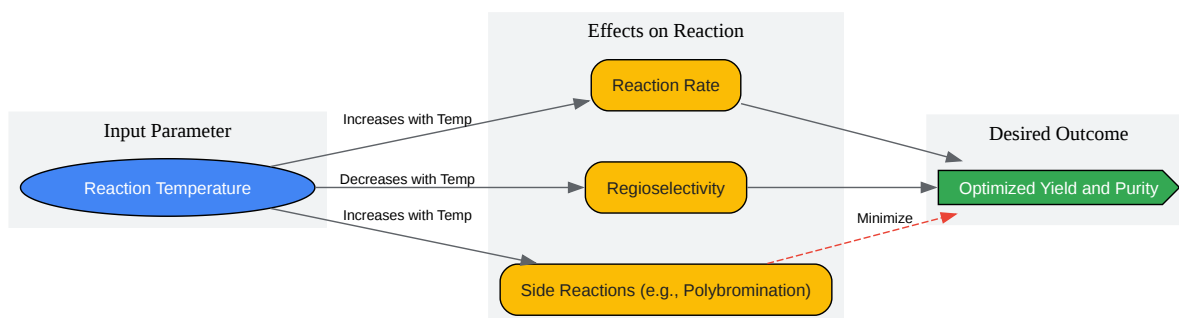 Effects on Reaction
Reaction Rate
Input Parameter
Increases with Temp
Desired Outcome
Reaction Temperature
Decreases with Temp
Regioselectivity
Optimized Yield and Purity
Increases with Temp
Minimize
Side Reactions (e.g., Polybromination)